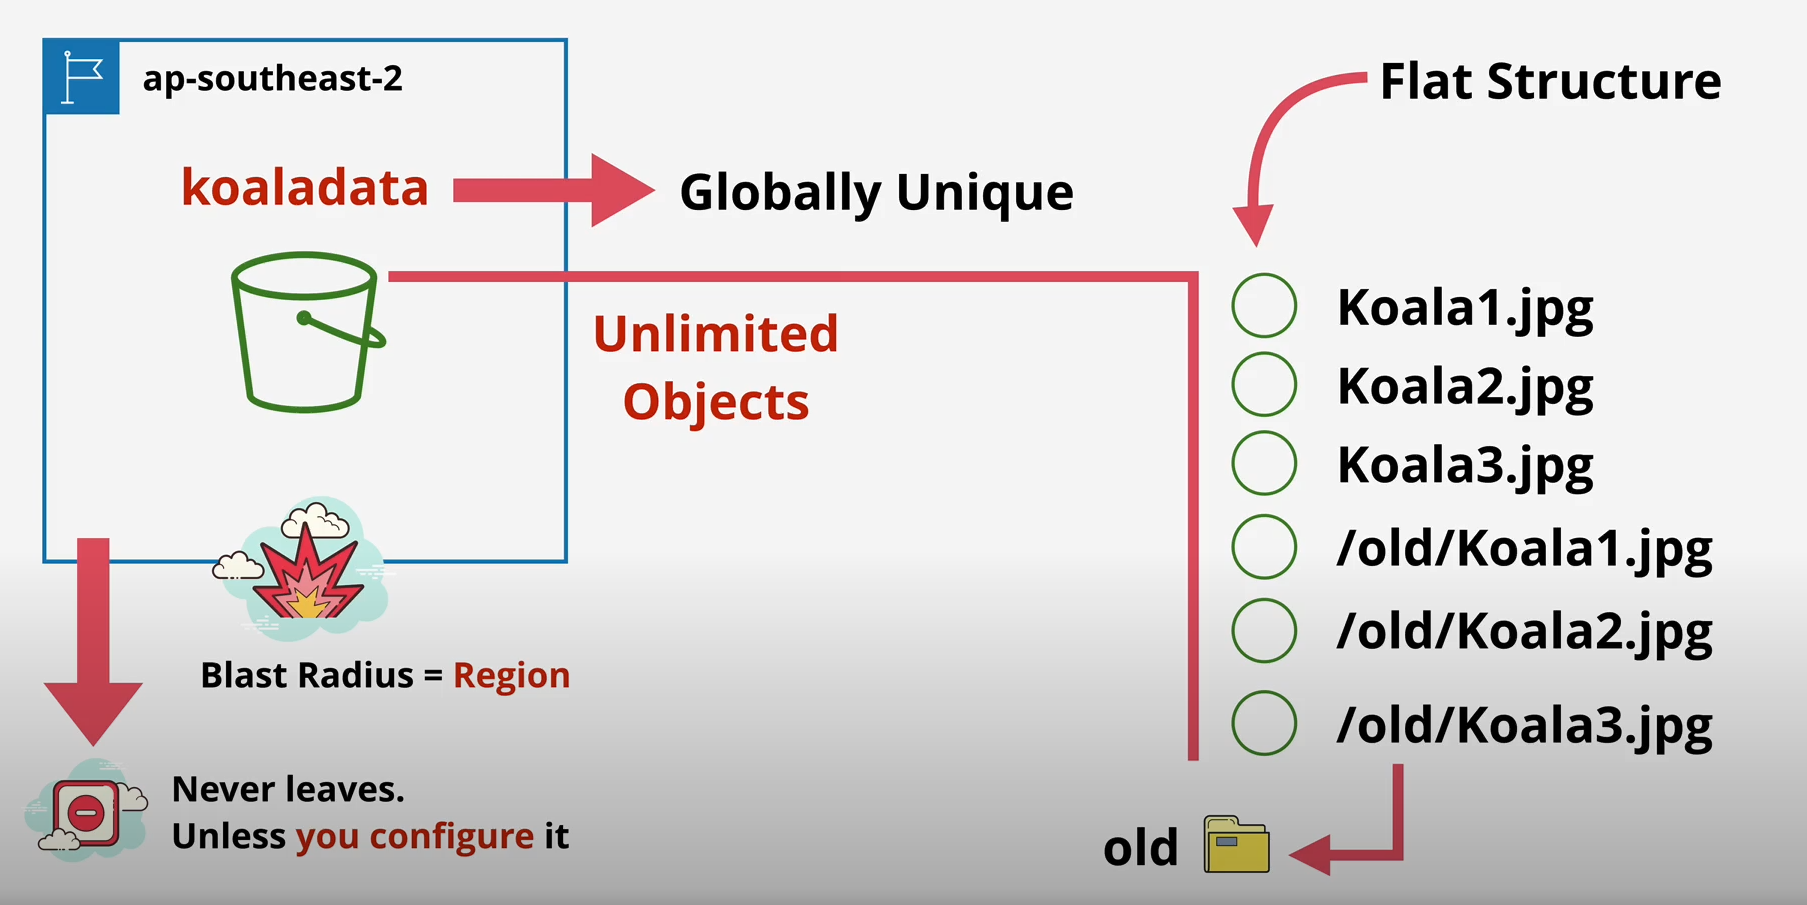 ap-southeast-2
koaladata
Globally Unique
Unlimited
Objects
Blast Radius = Region
Never leaves.
Unless you configure it
Flat Structure
Koala1.jpg
Koala2.jpg
Koala3.jpg
/old/Koala1.jpg
/old/Koala2.jpg
/old/Koala3.jpg
old